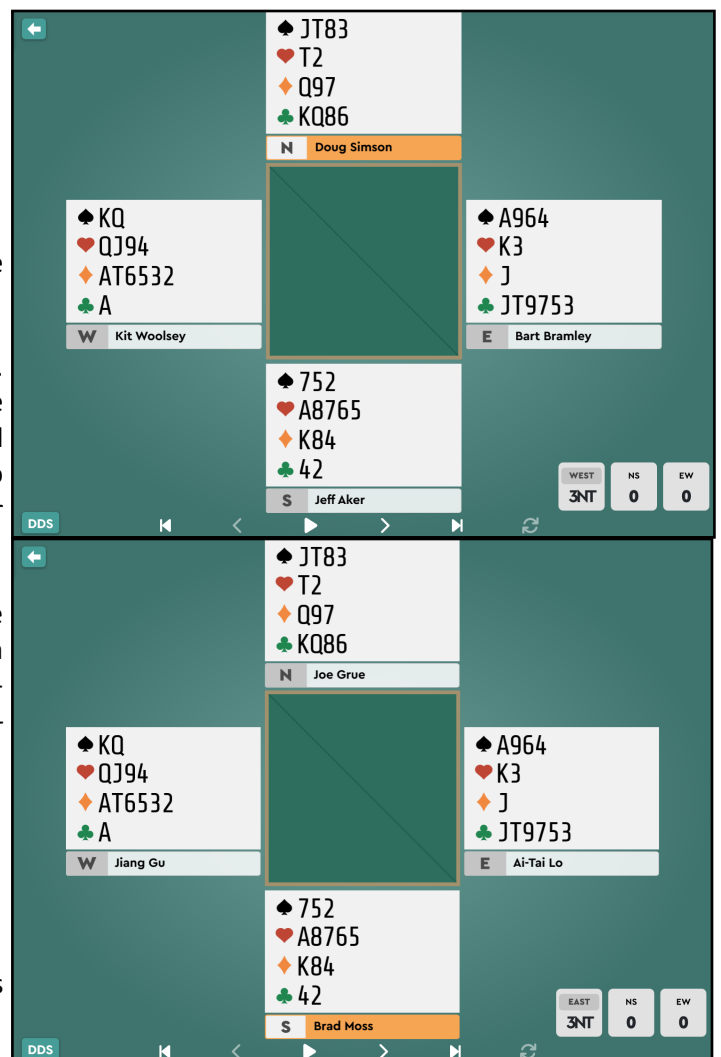 e
.
e
l
o
-
e
n
-
-
s
♠ JT83
♥ T2
♦ Q97
♣ KQ86
N Doug Simson
♠ KQ
♥ QJ94
♦ AT6532
♣ A
W Kit Woolsey
♠ A964
♥ K3
♦ J
♣ JT9753
E Bart Bramley
♠ 752
♥ A8765
♦ K84
♣ 42
S Jeff Aker
WEST NS EW
3NT 0 0
DDS
♠ JT83
♥ T2
♦ Q97
♣ KQ86
N Joe Grue
♠ KQ
♥ QJ94
♦ AT6532
♣ A
W Jiang Gu
♠ A964
♥ K3
♦ J
♣ JT9753
E Ai-Tai Lo
♠ 752
♥ A8765
♦ K84
♣ 42
S Brad Moss
EAST NS EW
3NT 0 0
DDS